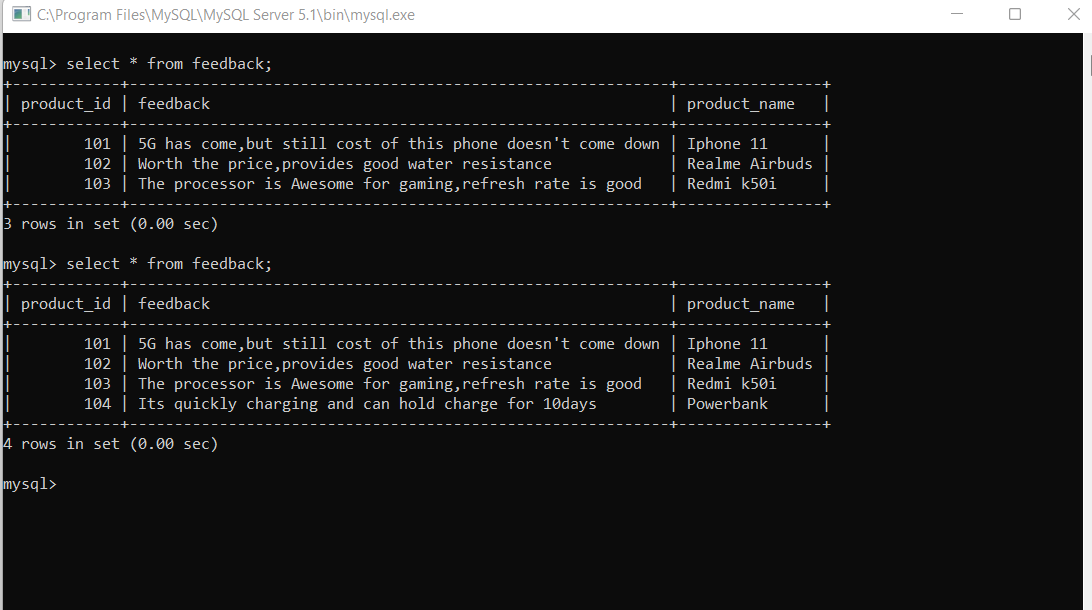 C:\Program Files\MySQL\MySQL Server 5.1\bin\mysql.exe
mysql> select * from feedback;
+------------+------------------------------------------------------------+----------------+
| product_id | feedback                                                   | product_name   |
+------------+------------------------------------------------------------+----------------+
|        101 | 5G has come,but still cost of this phone doesn't come down | Iphone 11      |
|        102 | Worth the price,provides good water resistance             | Realme Airbuds |
|        103 | The processor is Awesome for gaming,refresh rate is good   | Redmi k50i     |
+------------+------------------------------------------------------------+----------------+
3 rows in set (0.00 sec)
mysql> select * from feedback;
+------------+------------------------------------------------------------+----------------+
| product_id | feedback                                                   | product_name   |
+------------+------------------------------------------------------------+----------------+
|        101 | 5G has come,but still cost of this phone doesn't come down | Iphone 11      |
|        102 | Worth the price,provides good water resistance             | Realme Airbuds |
|        103 | The processor is Awesome for gaming,refresh rate is good   | Redmi k50i     |
|        104 | Its quickly charging and can hold charge for 10days        | Powerbank      |
+------------+------------------------------------------------------------+----------------+
4 rows in set (0.00 sec)
mysql>